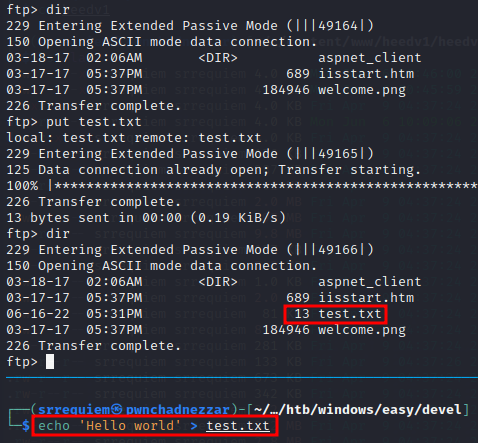 ftp> dir
229 Entering Extended Passive Mode (|||49164|)
150 Opening ASCII mode data connection.
03-18-17  02:06AM       <DIR>          aspnet_client
03-17-17  05:37PM                  689 iisstart.htm
03-17-17  05:37PM               184946 welcome.png
226 Transfer complete.
ftp> put test.txt
local: test.txt remote: test.txt
229 Entering Extended Passive Mode (|||49165|)
125 Data connection already open; Transfer starting.
100% |*****************************************************
226 Transfer complete.
13 bytes sent in 00:00 (0.19 KiB/s)
ftp> dir
229 Entering Extended Passive Mode (|||49166|)
150 Opening ASCII mode data connection.
03-18-17  02:06AM       <DIR>          aspnet_client
03-17-17  05:37PM                  689 iisstart.htm
06-16-22  05:31PM                   13 test.txt
03-17-17  05:37PM               184946 welcome.png
226 Transfer complete.
ftp>
┌──(srrequiem㉿pwnchadnezzar)-[~/…/htb/windows/easy/devel]
└─$ echo 'Hello world' > test.txt